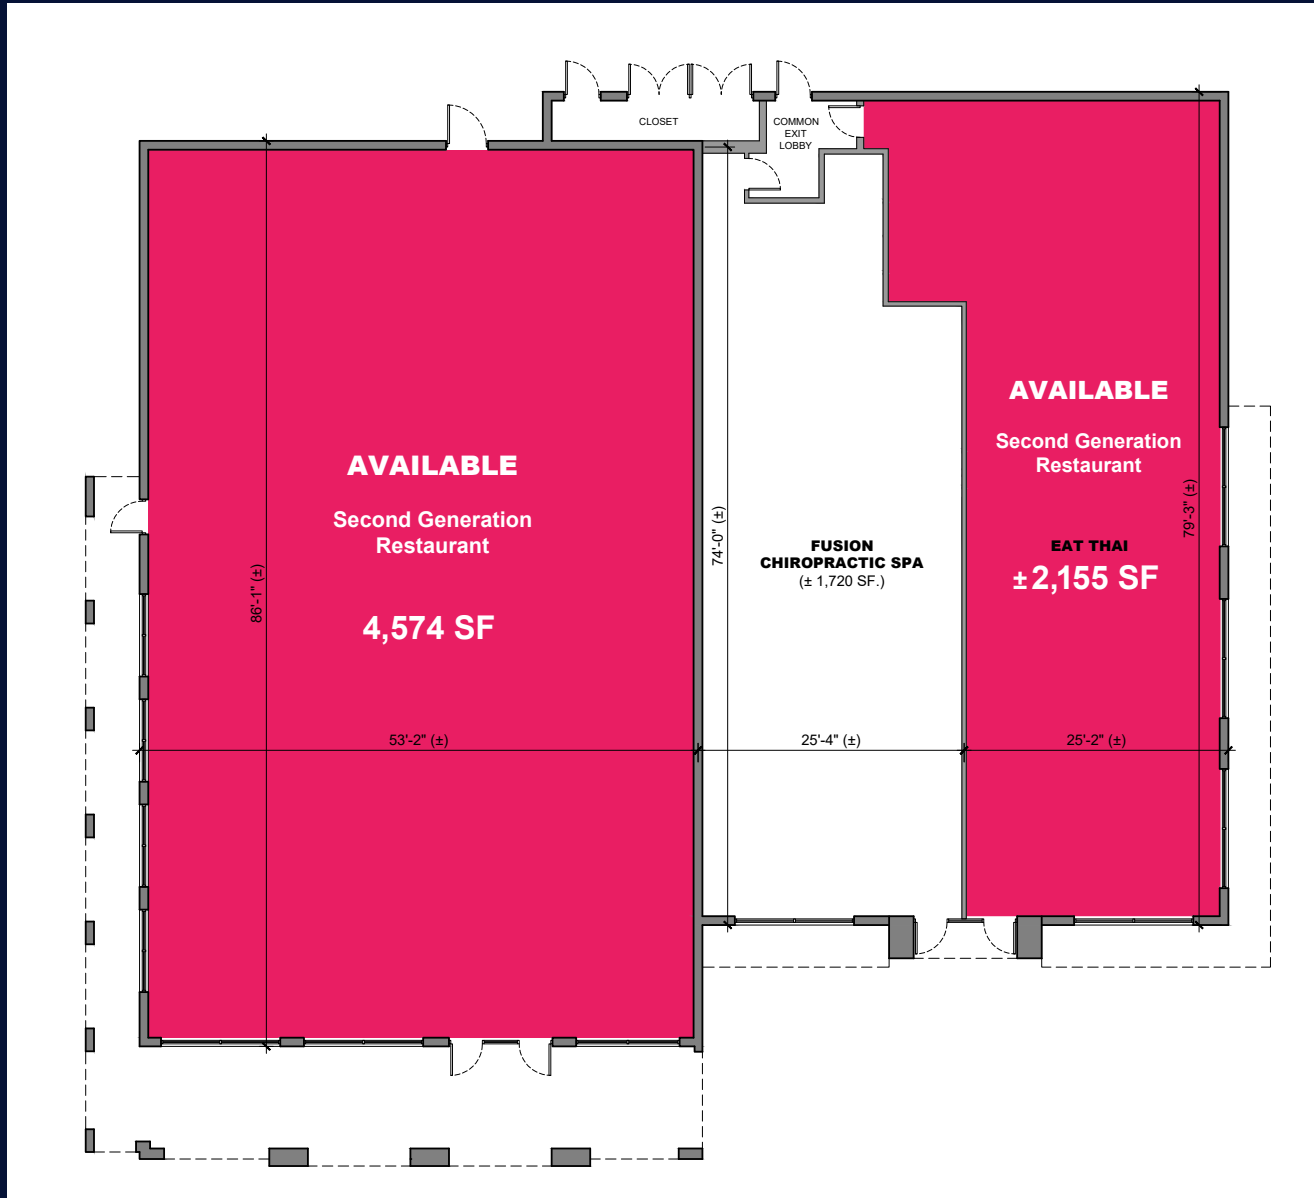 CLOSET
COMMON
EXIT
LOBBY
AVAILABLE
Second Generation
Restaurant
4,574 SF
86'-1" (±)
53'-2" (±)
74'-0" (±)
FUSION
CHIROPRACTIC SPA
(± 1,720 SF.)
25'-4" (±)
AVAILABLE
Second Generation
Restaurant
EAT THAI
±2,155 SF
79'-3" (±)
25'-2" (±)